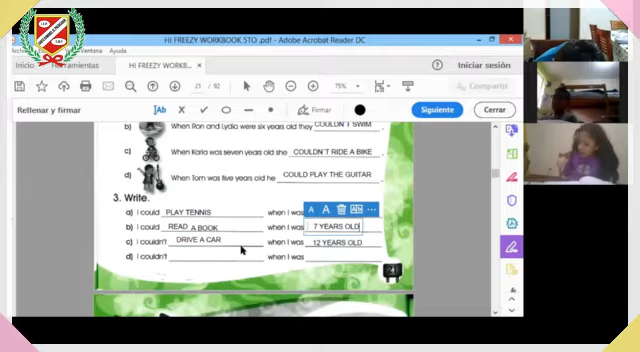 HI FREEZY WORKBOOK 5TO .pdf - Adobe Acrobat Reader DC
Ventana Ayuda
Inicio Herramientas HI FREEZY WORKB... × Iniciar sesión
21 / 92 75% Compartir
Rellenar y firmar Ab Firmar Siguiente Cerrar
b) When Ron and Lydia were six years old they COULDN´T SWIM .
c) When Karla was seven years old she COULDN´T RIDE A BIKE .
d) When Tom was five years old he COULD PLAY THE GUITAR .
3. Write.
a) I could PLAY TENNIS when I was
b) I could READ A BOOK when I was 7 YEARS OLD
c) I couldn't DRIVE A CAR when I was 12 YEARS OLD
d) I couldn't when I was